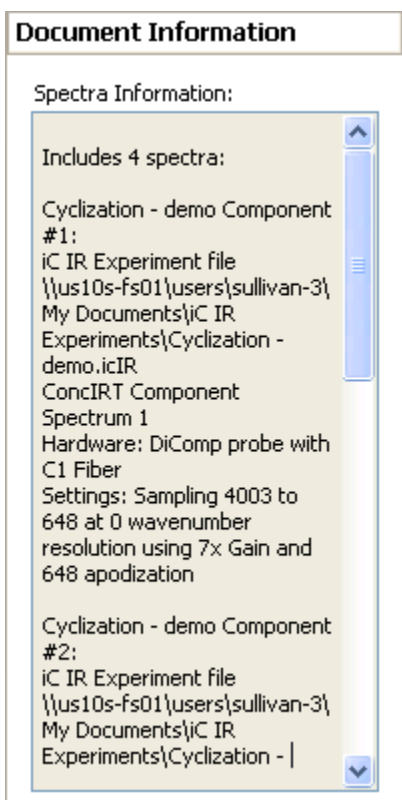 Document Information
Spectra Information:
Includes 4 spectra:
Cyclization - demo Component
#1:
iC IR Experiment file
\\us10s-fs01\users\sullivan-3\
My Documents\iC IR
Experiments\Cyclization -
demo.icIR
ConcIRT Component
Spectrum 1
Hardware: DiComp probe with
C1 Fiber
Settings: Sampling 4003 to
648 at 0 wavenumber
resolution using 7x Gain and
648 apodization
Cyclization - demo Component
#2:
iC IR Experiment file
\\us10s-fs01\users\sullivan-3\
My Documents\iC IR
Experiments\Cyclization -